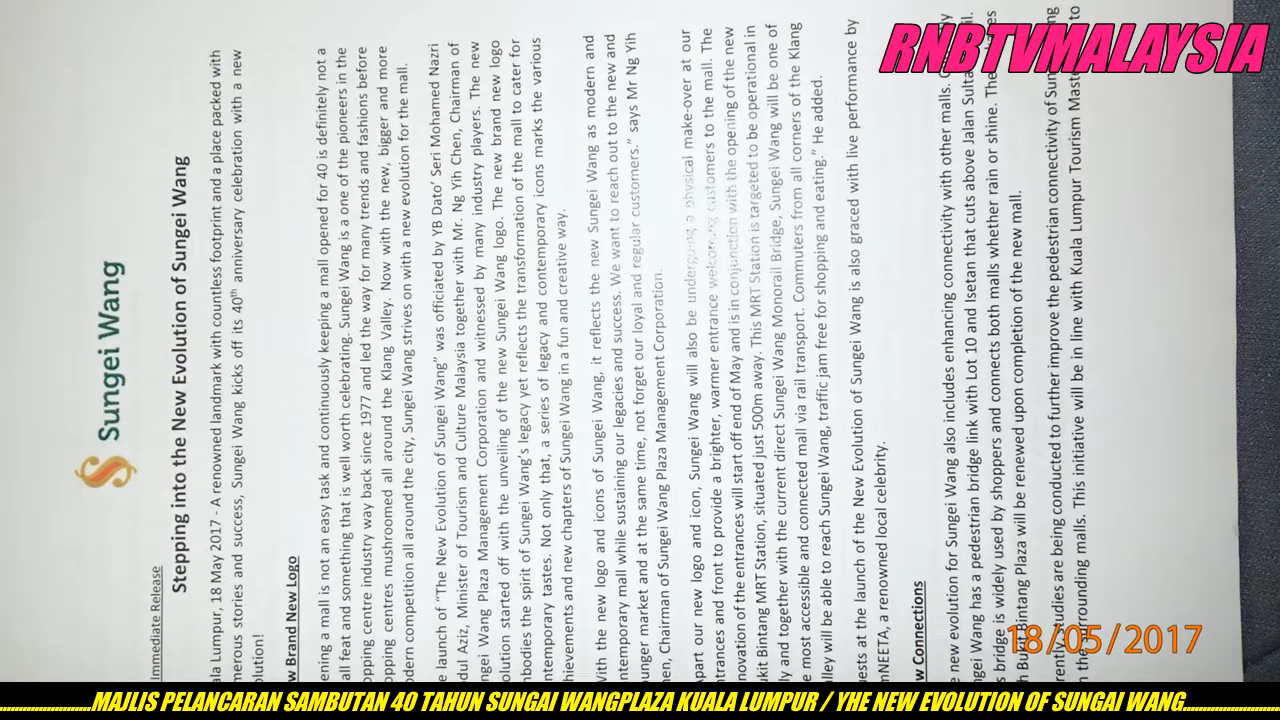 Sungei Wang
Immediate Release
Stepping into the New Evolution of Sungei Wang
ala Lumpur, 18 May 2017 - A renowned landmark with countless footprint and a place packed with
merous stories and success, Sungei Wang kicks off its 40th anniversary celebration with a new
olution!
w Brand New Logo
ening a mall is not an easy task and continuously keeping a mall opened for 40 is definitely not a
all feat and something that is well worth celebrating. Sungei Wang is one of the pioneers in the
opping centre industry way back since 1977 and led the way for many trends and fashions before
opping centres mushroomed all around the Klang Valley. Now with the new, bigger and more
odern competition all around the city, Sungei Wang strives on with a new evolution for the mall.
e launch of "The New Evolution of Sungei Wang" was officiated by YB Dato' Seri Mohamed Nazri
dul Aziz, Minister of Tourism and Culture Malaysia together with Mr. Ng Yih Chen, Chairman of
ngei Wang Plaza Management Corporation and witnessed by many industry players. The new
olution started off with the unveiling of the new Sungei Wang logo. The new brand new logo
mbodies the spirit of Sungei Wang's legacy yet reflects the transformation of the mall to cater for
ntemporary tastes. Not only that, a series of legacy and contemporary icons marks the various
hievements and new chapters of Sungei Wang in a fun and creative way.
With the new logo and icons of Sungei Wang, it reflects the new Sungei Wang as modern and
ntemporary mall while sustaining our legacies and success. We want to reach out to the new and
unger market and at the same time, not forget our loyal and regular customers." says Mr Ng Yih
hen, Chairman of Sungei Wang Plaza Management Corporation.
part our new logo and icon, Sungei Wang will also be undergoing a physical make-over at our
trances and front to provide a brighter, warmer entrance welcoming customers to the mall. The
novation of the entrances will start off end of May and is in conjunction with the opening of the new
ukit Bintang MRT Station, situated just 500m away. This MRT Station is targeted to be operational in
ly and together with the current direct Sungei Wang Monorail Bridge, Sungei Wang will be one of
e most accessible and connected mall via rail transport. Commuters from all corners of the Klang
alley will be able to reach Sungei Wang, traffic jam free for shopping and eating." He added.
uests at the launch of the New Evolution of Sungei Wang is also graced with live performance by
mNEETA, a renowned local celebrity.
w Connections
e new evolution for Sungei Wang also includes enhancing connectivity with other malls.
ngei Wang has a pedestrian bridge link with Lot 10 and Isetan that cuts above Jalan
s bridge is widely used by shoppers and connects both malls whether rain or shine. The
h Bukit Bintang Plaza will be renewed upon completion of the new mall.
rently studies are being conducted to further improve the pedestrian connectivity of
h the surrounding malls. This initiative will be in line with Kuala Lumpur Tourism to
RNBTVMALAYSIA
18/05/2017
MAJLIS PELANCARAN SAMBUTAN 40 TAHUN SUNGAI WANGPLAZA KUALA LUMPUR / YHE NEW EVOLUTION OF SUNGAI WANG